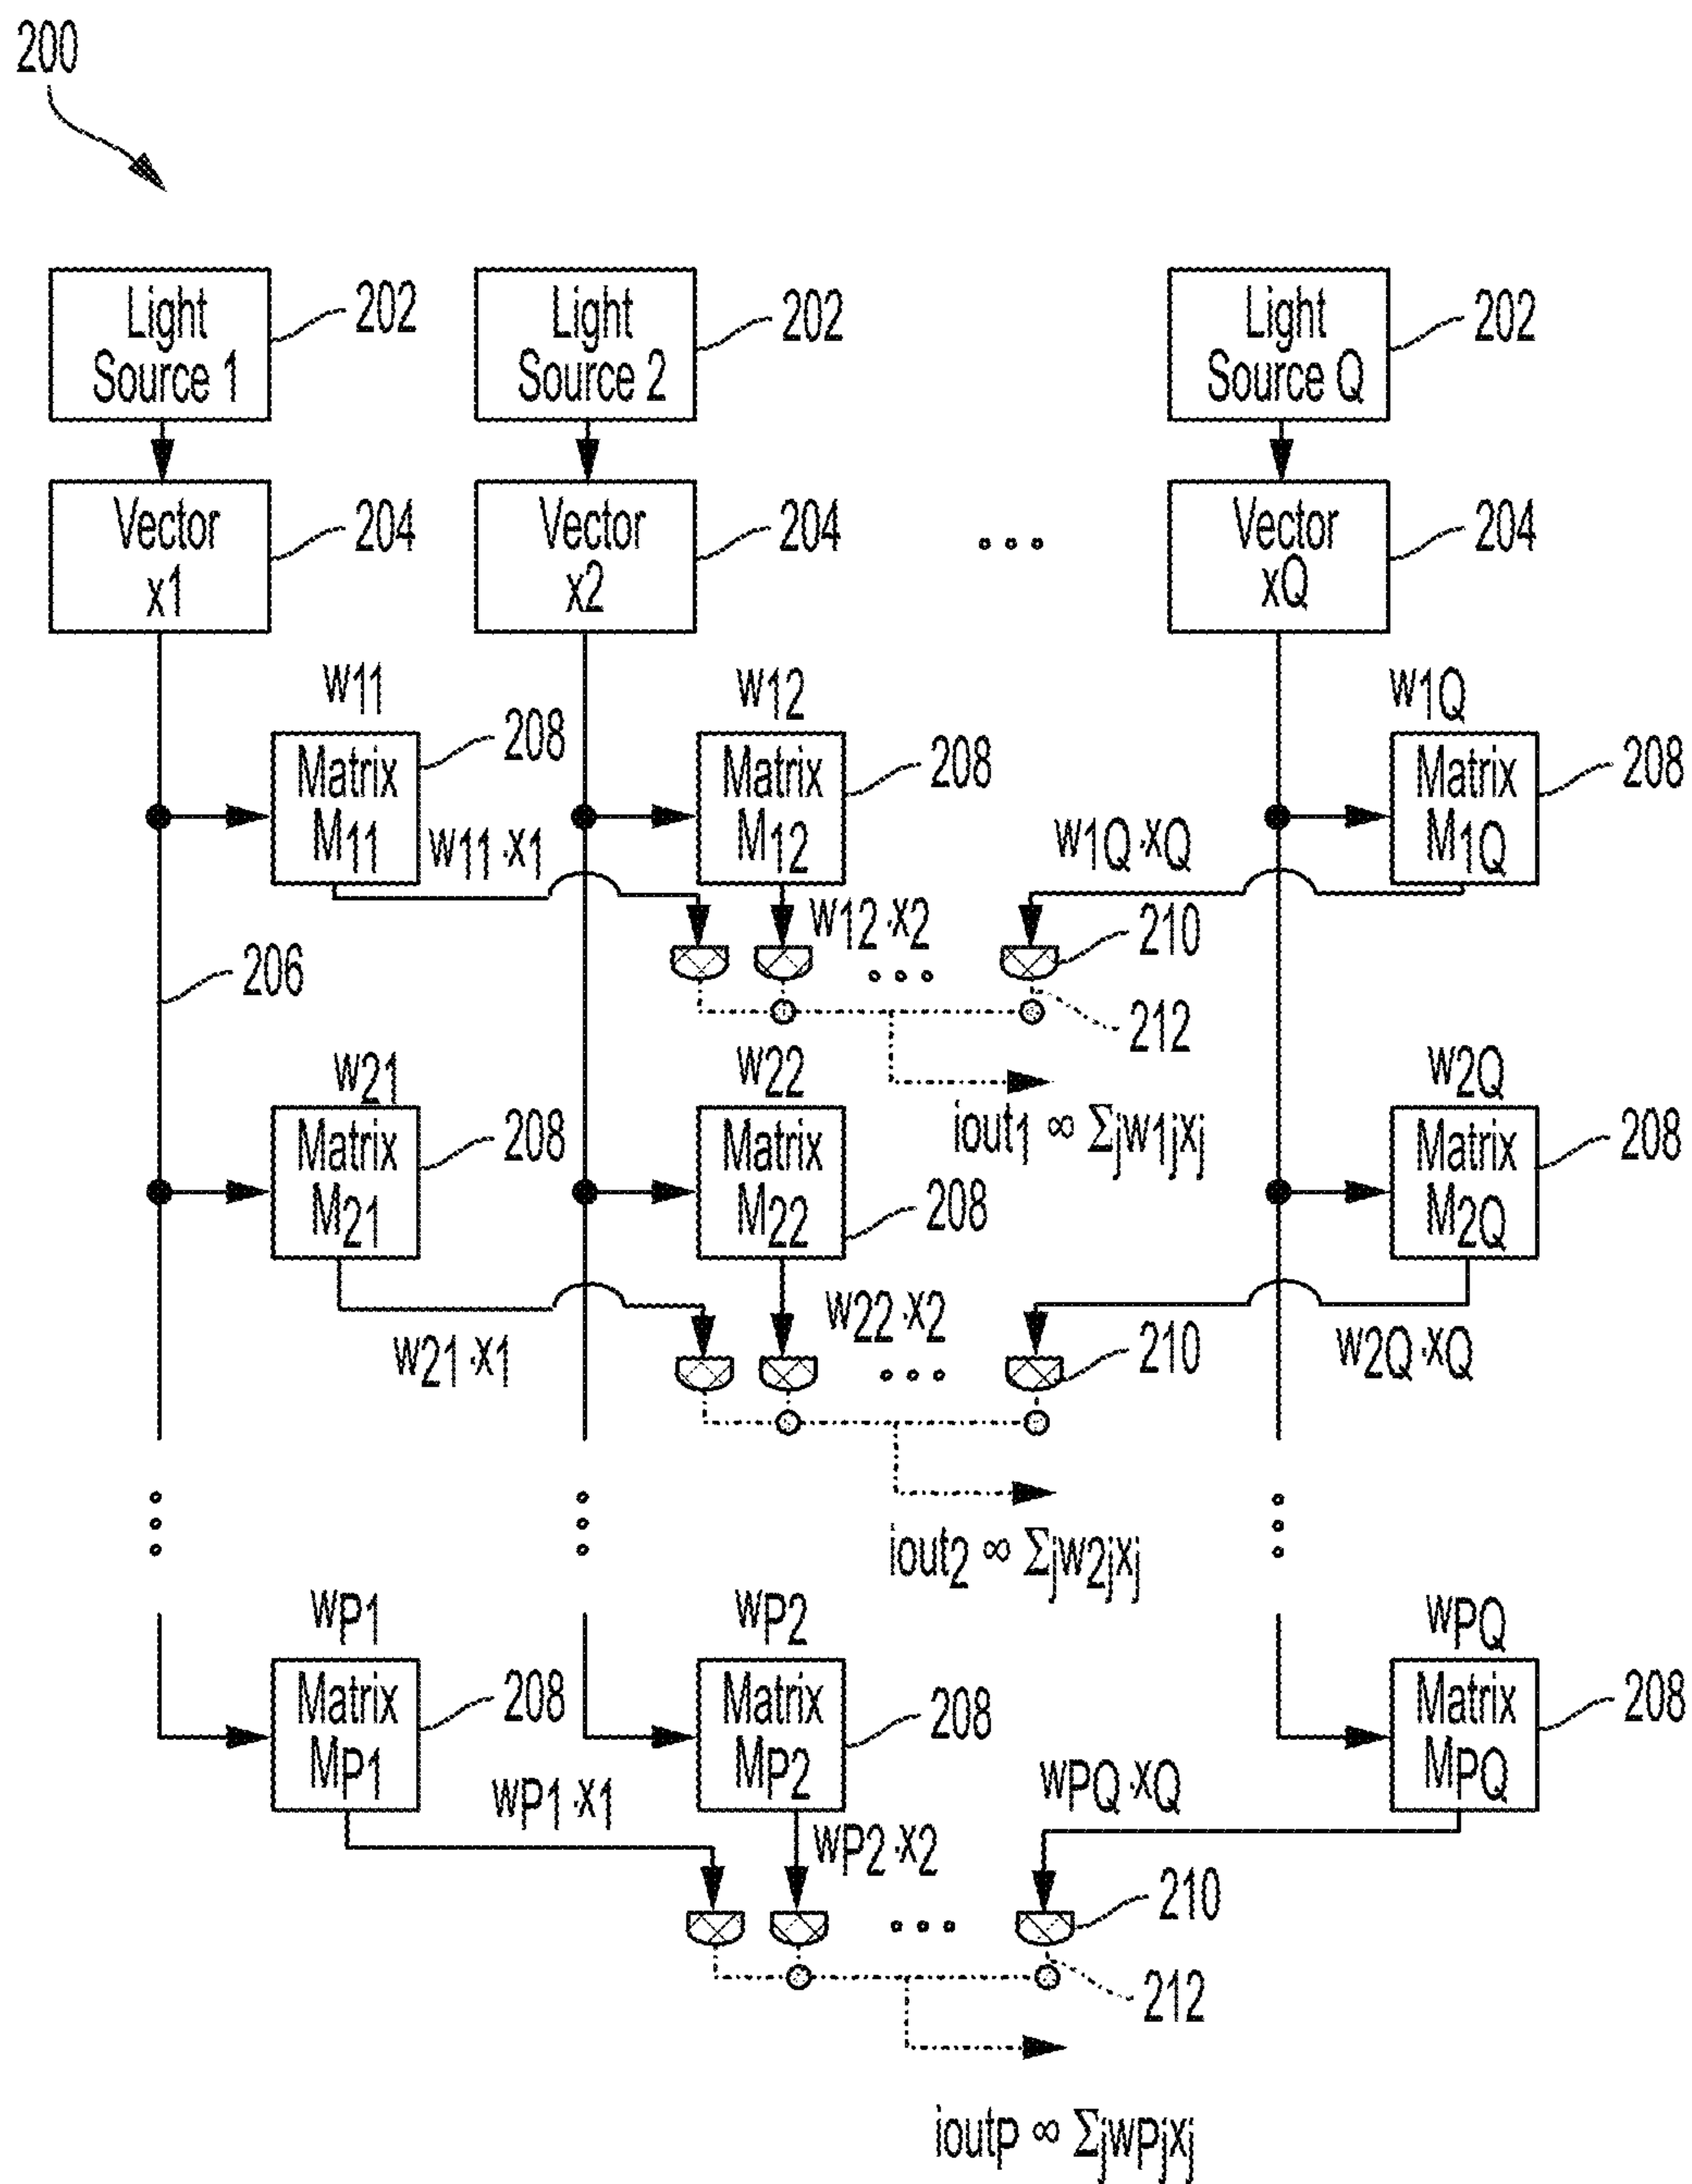 200
Light Source 1
202
Light Source 2
202
Light Source Q
202
Vector x1
204
Vector x2
204
Vector xQ
204
w11
w12
w1Q
Matrix M11
208
Matrix M12
208
Matrix M1Q
208
w11·x1
w12·x2
w1Q·xQ
210
206
212
iout1 ∞ Σjw1jxj
w21
w22
w2Q
Matrix M21
208
Matrix M22
208
Matrix M2Q
208
w21·x1
w22·x2
210
w2Q·xQ
iout2 ∞ Σjw2jxj
wP1
wP2
wPQ
Matrix MP1
208
Matrix MP2
208
Matrix MPQ
208
wP1·x1
wP2·x2
wPQ·xQ
210
212
ioutP ∞ ΣjwPjxj